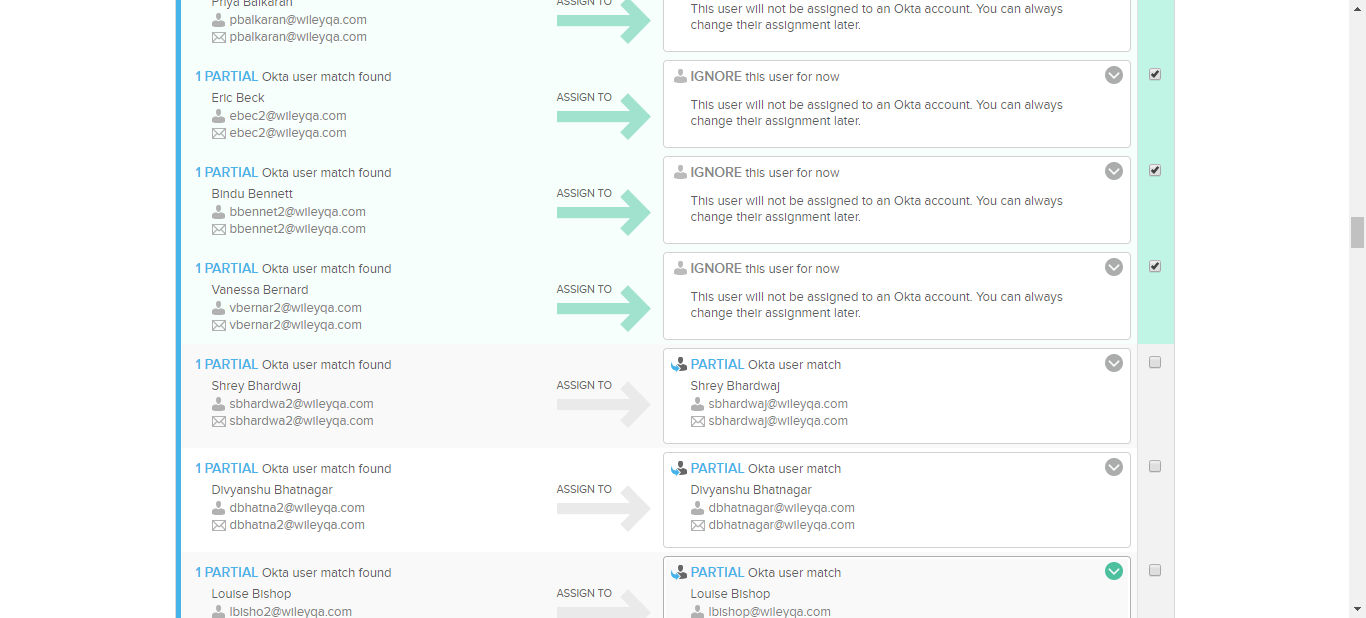 Priya Balkaran
pbalkaran@wileyqa.com
pbalkaran@wileyqa.com
ASSIGN TO
This user will not be assigned to an Okta account. You can always
change their assignment later.
1 PARTIAL Okta user match found
Eric Beck
ebec2@wileyqa.com
ebec2@wileyqa.com
ASSIGN TO
IGNORE this user for now
This user will not be assigned to an Okta account. You can always
change their assignment later.
1 PARTIAL Okta user match found
Bindu Bennett
bbennet2@wileyqa.com
bbennet2@wileyqa.com
ASSIGN TO
IGNORE this user for now
This user will not be assigned to an Okta account. You can always
change their assignment later.
1 PARTIAL Okta user match found
Vanessa Bernard
vbernar2@wileyqa.com
vbernar2@wileyqa.com
ASSIGN TO
IGNORE this user for now
This user will not be assigned to an Okta account. You can always
change their assignment later.
1 PARTIAL Okta user match found
Shrey Bhardwaj
sbhardwa2@wileyqa.com
sbhardwa2@wileyqa.com
ASSIGN TO
PARTIAL Okta user match
Shrey Bhardwaj
sbhardwaj@wileyqa.com
sbhardwaj@wileyqa.com
1 PARTIAL Okta user match found
Divyanshu Bhatnagar
dbhatna2@wileyqa.com
dbhatna2@wileyqa.com
ASSIGN TO
PARTIAL Okta user match
Divyanshu Bhatnagar
dbhatnagar@wileyqa.com
dbhatnagar@wileyqa.com
1 PARTIAL Okta user match found
Louise Bishop
lbisho2@wileyqa.com
ASSIGN TO
PARTIAL Okta user match
Louise Bishop
lbishop@wileyqa.com